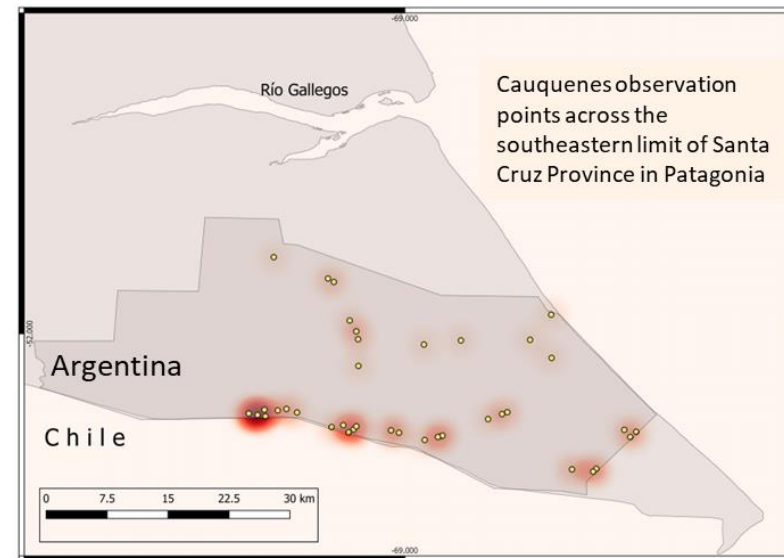 -69.000
Río Gallegos
Cauquenes observation
points across the
southeastern limit of Santa
Cruz Province in Patagonia
-52.000
Argentina
Chile
0 7.5 15 22.5 30 km
-69.000